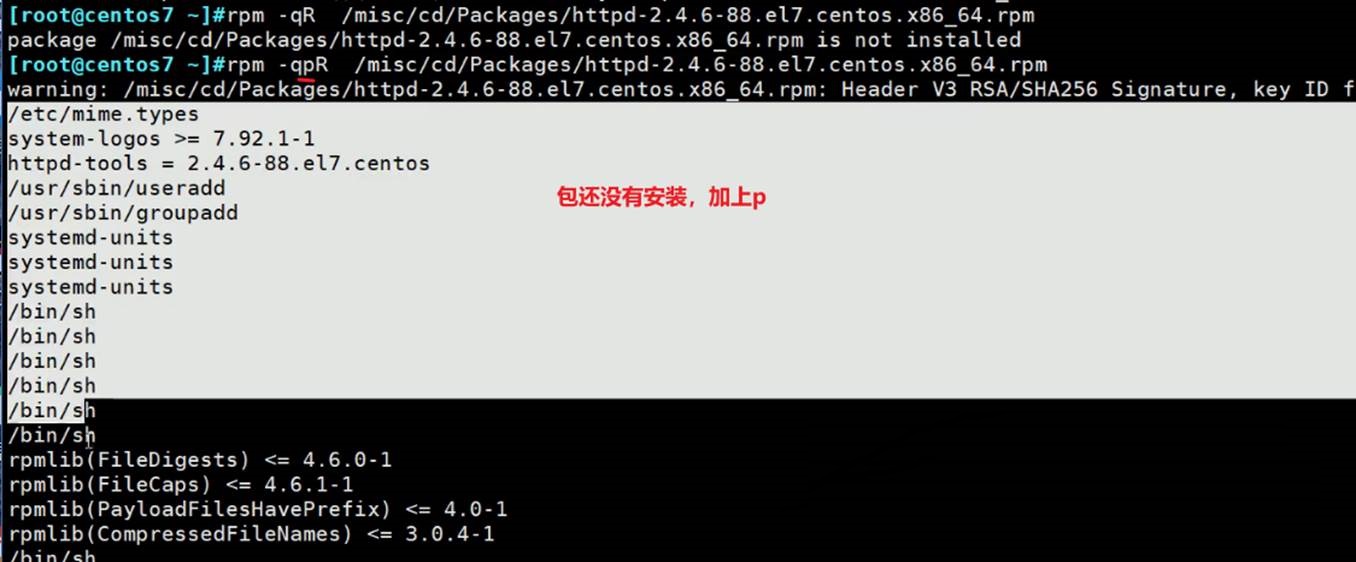 [root@centos7 ~]#rpm -qR  /misc/cd/Packages/httpd-2.4.6-88.el7.centos.x86_64.rpm
package /misc/cd/Packages/httpd-2.4.6-88.el7.centos.x86_64.rpm is not installed
[root@centos7 ~]#rpm -qpR  /misc/cd/Packages/httpd-2.4.6-88.el7.centos.x86_64.rpm
warning: /misc/cd/Packages/httpd-2.4.6-88.el7.centos.x86_64.rpm: Header V3 RSA/SHA256 Signature, key ID f
/etc/mime.types
system-logos >= 7.92.1-1
httpd-tools = 2.4.6-88.el7.centos
/usr/sbin/useradd
包还没有安装，加上p
/usr/sbin/groupadd
systemd-units
systemd-units
systemd-units
/bin/sh
/bin/sh
/bin/sh
/bin/sh
/bin/sh
/bin/sh
rpmlib(FileDigests) <= 4.6.0-1
rpmlib(FileCaps) <= 4.6.1-1
rpmlib(PayloadFilesHavePrefix) <= 4.0-1
rpmlib(CompressedFileNames) <= 3.0.4-1
/bin/sh